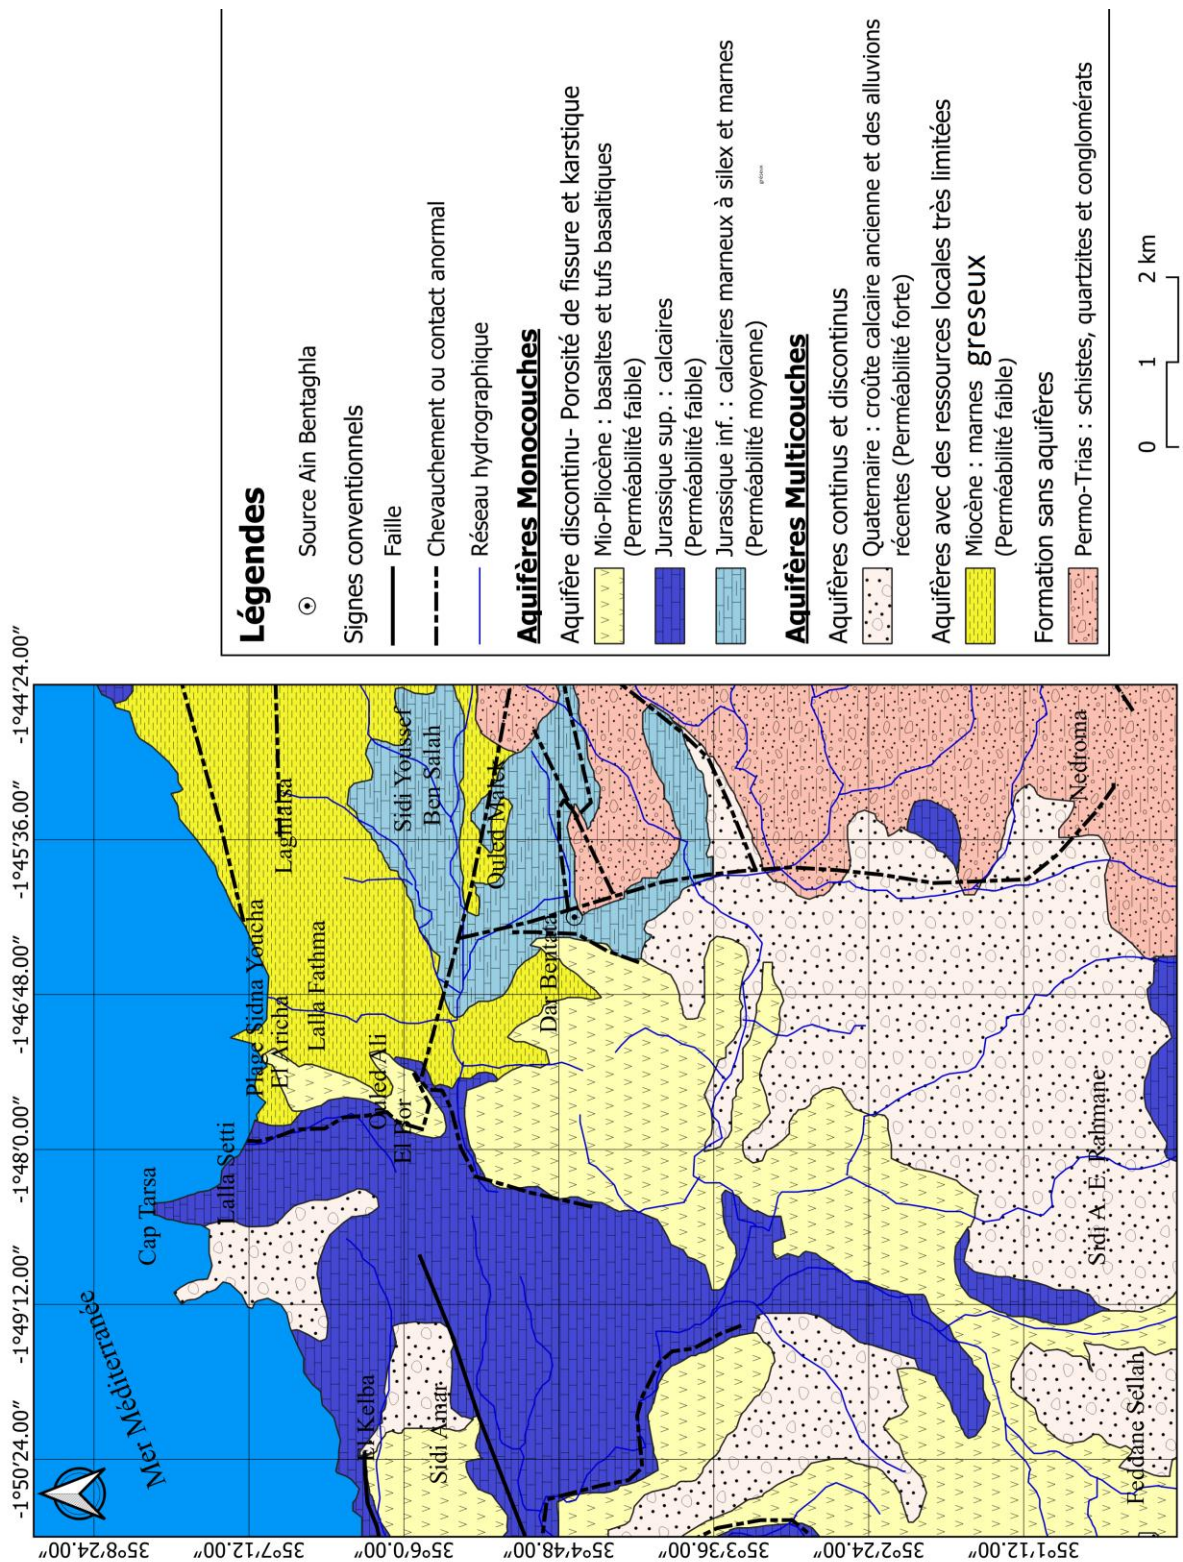 -1°50'24.00"
-1°49'12.00"
-1°48'0.00"
-1°46'48.00"
-1°45'36.00"
-1°44'24.00"
35°8'24.00"
35°7'12.00"
35°6'0.00"
35°4'48.00"
35°3'36.00"
35°2'24.00"
35°1'12.00"
Mer Méditerranée
Cap Tarsa
Lalla Setti
Plage Sidna Youcha
El Aricha
Lalla Fathma
Ouled Ali
El Bor
El Kelba
Sidi Amar
Sidi Youssef
Ben Salah
Ouled Malek
Dar Bentata
Nedroma
Sidi A. E. Rahmane
Feddane Sellah
Légendes
Source Ain Bentaghla
Signes conventionnels
Faille
Chevauchement ou contact anormal
Réseau hydrographique
Aquifères Monocouches
Aquifère discontinu- Porosité de fissure et karstique
Mio-Pliocène : basaltes et tufs basaltiques
(Perméabilité faible)
Jurassique sup. : calcaires
(Perméabilité faible)
Jurassique inf. : calcaires marneux à silex et marnes
(Perméabilité moyenne)
Aquifères Multicouches
Aquifères continus et discontinus
Quaternaire : croûte calcaire ancienne et des alluvions
récentes (Perméabilité forte)
Aquifères avec des ressources locales très limitées
Miocène : marnes greseux
(Perméabilité faible)
Formation sans aquifères
Permo-Trias : schistes, quartzites et conglomérats
0 1 2 km